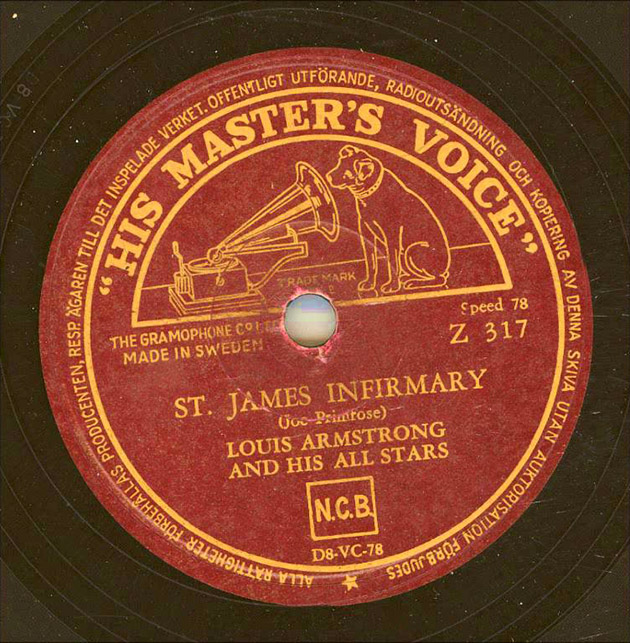 ALLA RÄTTIGHETER FÖRBEHÅLLAS PRODUCENTEN, RESP. ÄGAREN TILL DET INSPELADE VERKET. OFFENTLIGT UTFÖRANDE, RADIOUTSÄNDNING OCH KOPIERING AV DENNA SKIVA UTAN AUKTORISATION FÖRBJUDES
"HIS MASTER'S VOICE"
TRADE MARK
Speed 78
Z 317
THE GRAMOPHONE Co LTD
MADE IN SWEDEN
ST. JAMES INFIRMARY
(Joe Primrose)
LOUIS ARMSTRONG
AND HIS ALL STARS
N.C.B.
D8-VC-78